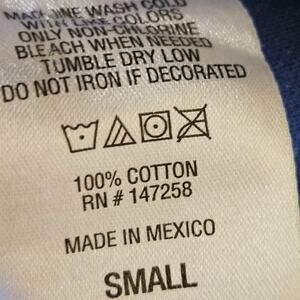 MACHINE WASH COLD
WITH LIKE COLORS
ONLY NON-CHLORINE
BLEACH WHEN NEEDED
TUMBLE DRY LOW
DO NOT IRON IF DECORATED
100% COTTON
RN # 147258
MADE IN MEXICO
SMALL